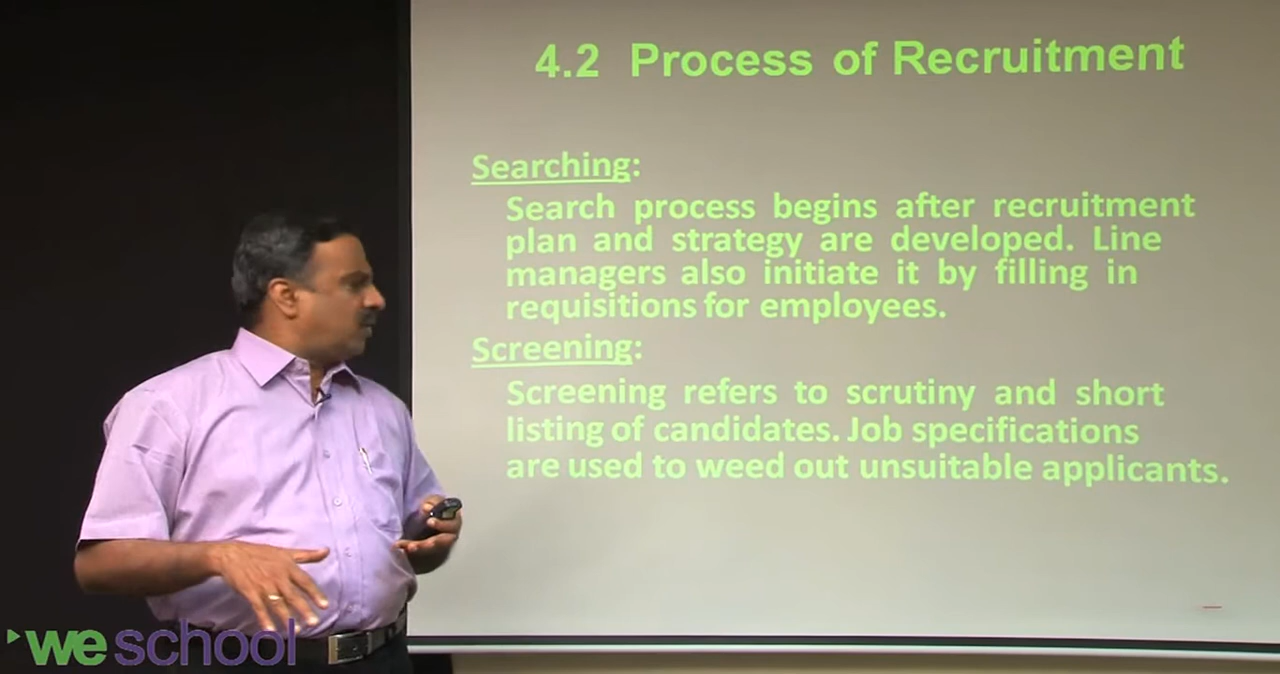 4.2 Process of Recruitment
Searching:
Search process begins after recruitment
plan and strategy are developed. Line
managers also initiate it by filling in
requisitions for employees.
Screening:
Screening refers to scrutiny and short
listing of candidates. Job specifications
are used to weed out unsuitable applicants.
weschool